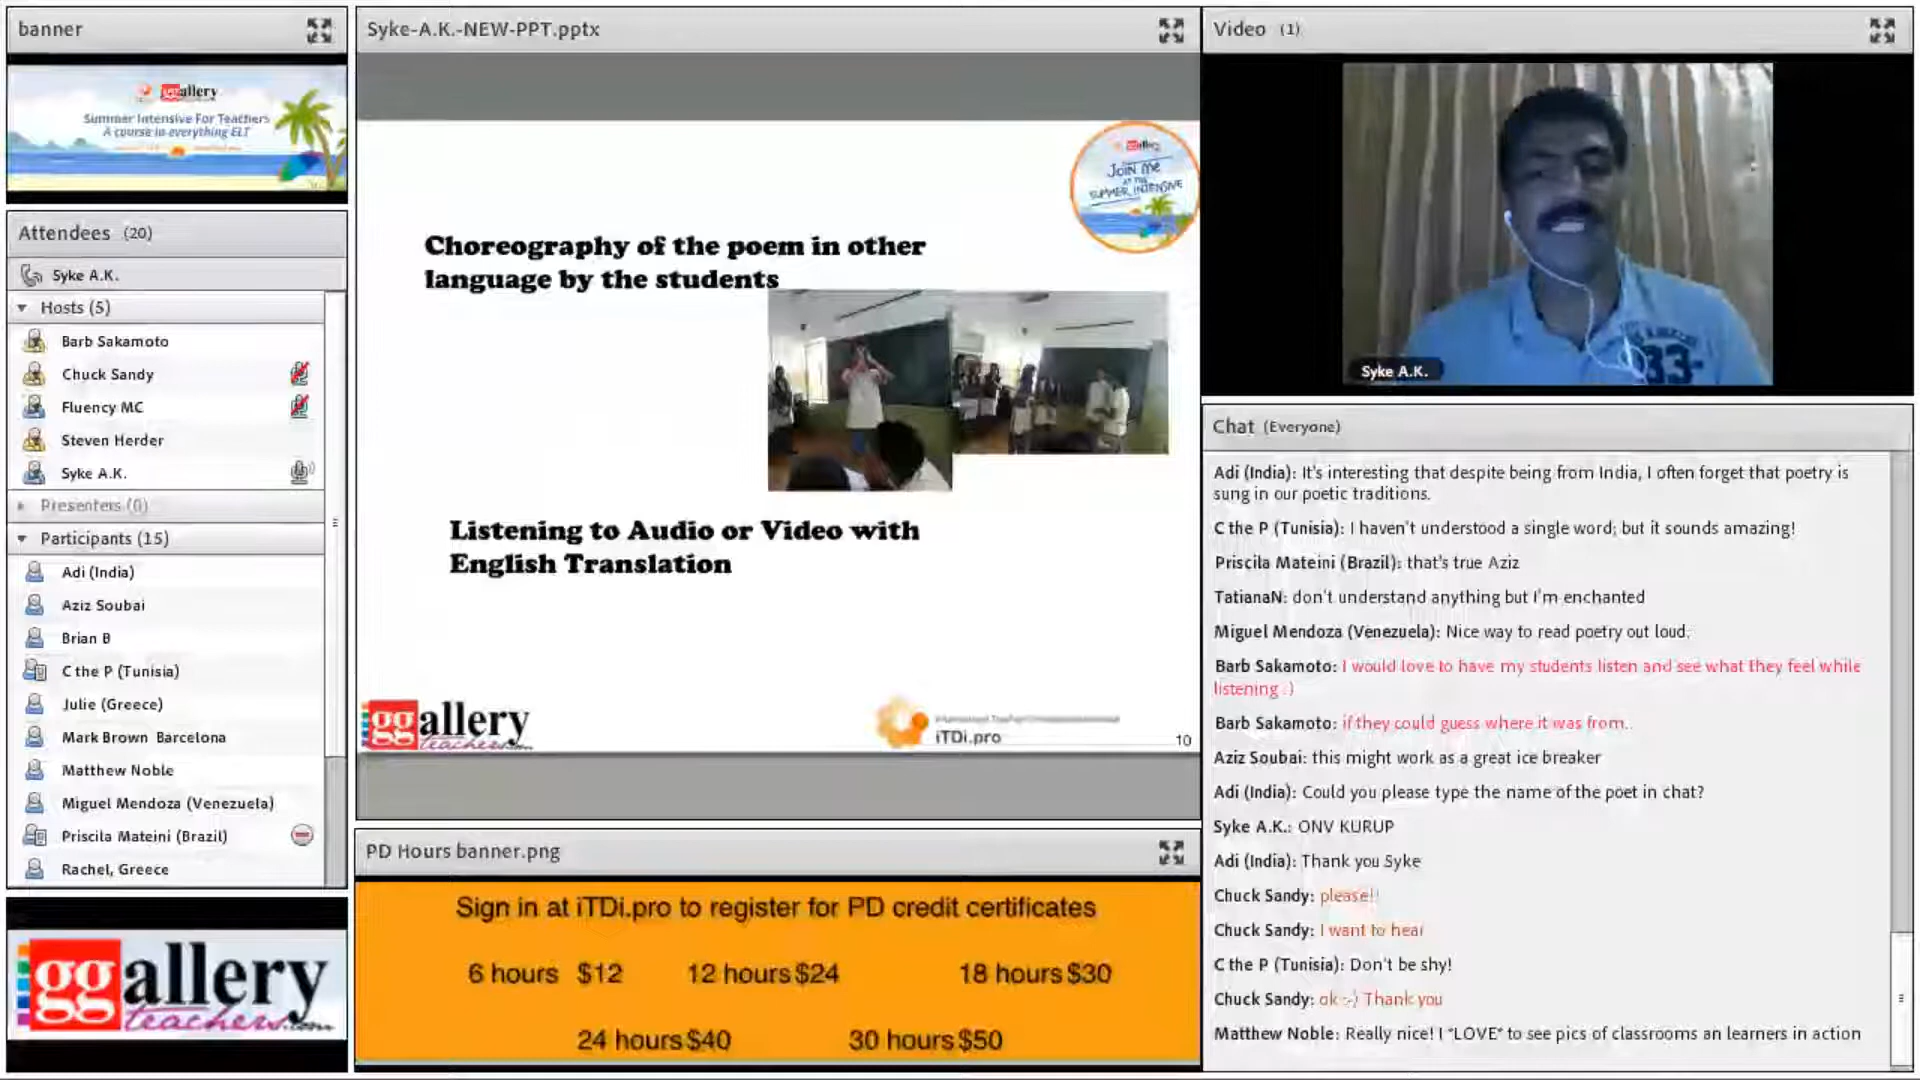 banner
ggallery
Summer Intensive For Teachers
A course in everything ELT
Attendees (20)
Syke A.K.
Hosts (5)
Barb Sakamoto
Chuck Sandy
Fluency MC
Steven Herder
Syke A.K.
Presenters (0)
Participants (15)
Adi (India)
Aziz Soubai
Brian B
C the P (Tunisia)
Julie (Greece)
Mark Brown Barcelona
Matthew Noble
Miguel Mendoza (Venezuela)
Priscila Mateini (Brazil)
Rachel, Greece
ggallery
teachers.com
Syke-A.K.-NEW-PPT.pptx
JOIN ME
AT THE
SUMMER INTENSIVE
Choreography of the poem in other
language by the students
Listening to Audio or Video with
English Translation
ggallery
teachers.com
iTDi.pro
10
PD Hours banner.png
Sign in at iTDi.pro to register for PD credit certificates
6 hours $12 12 hours $24 18 hours $30
24 hours $40 30 hours $50
Video (1)
33-
Syke A.K.
Chat (Everyone)
Adi (India): It's interesting that despite being from India, I often forget that poetry is
sung in our poetic traditions.
C the P (Tunisia): I haven't understood a single word; but it sounds amazing!
Priscila Mateini (Brazil): that's true Aziz
TatianaN: don't understand anything but I'm enchanted
Miguel Mendoza (Venezuela): Nice way to read poetry out loud.
Barb Sakamoto: I would love to have my students listen and see what they feel while
listening :)
Barb Sakamoto: if they could guess where it was from..
Aziz Soubai: this might work as a great ice breaker
Adi (India): Could you please type the name of the poet in chat?
Syke A.K.: ONV KURUP
Adi (India): Thank you Syke
Chuck Sandy: please!!
Chuck Sandy: I want to hear
C the P (Tunisia): Don't be shy!
Chuck Sandy: ok :-) Thank you
Matthew Noble: Really nice! I *LOVE* to see pics of classrooms an learners in action